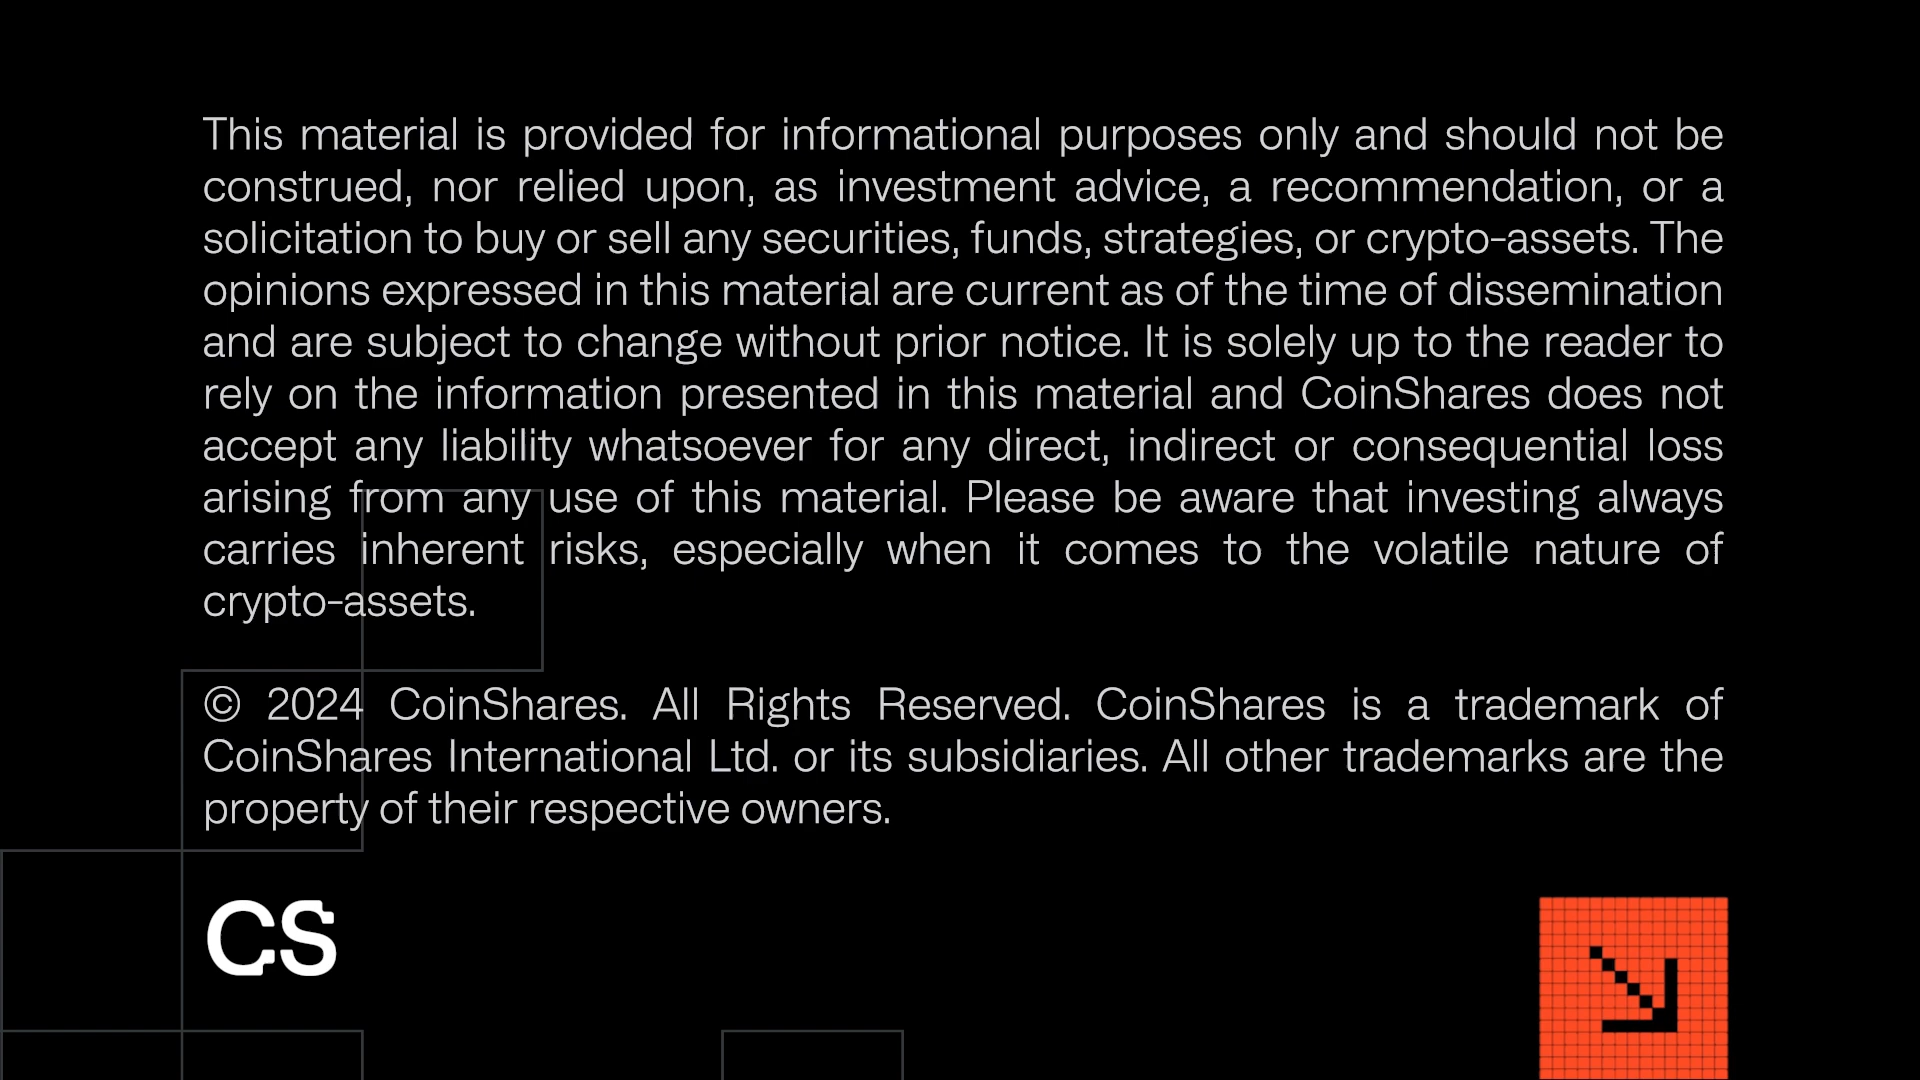 This material is provided for informational purposes only and should not be
construed, nor relied upon, as investment advice, a recommendation, or a
solicitation to buy or sell any securities, funds, strategies, or crypto-assets. The
opinions expressed in this material are current as of the time of dissemination
and are subject to change without prior notice. It is solely up to the reader to
rely on the information presented in this material and CoinShares does not
accept any liability whatsoever for any direct, indirect or consequential loss
arising from any use of this material. Please be aware that investing always
carries inherent risks, especially when it comes to the volatile nature of
crypto-assets.
© 2024 CoinShares. All Rights Reserved. CoinShares is a trademark of
CoinShares International Ltd. or its subsidiaries. All other trademarks are the
property of their respective owners.
CS